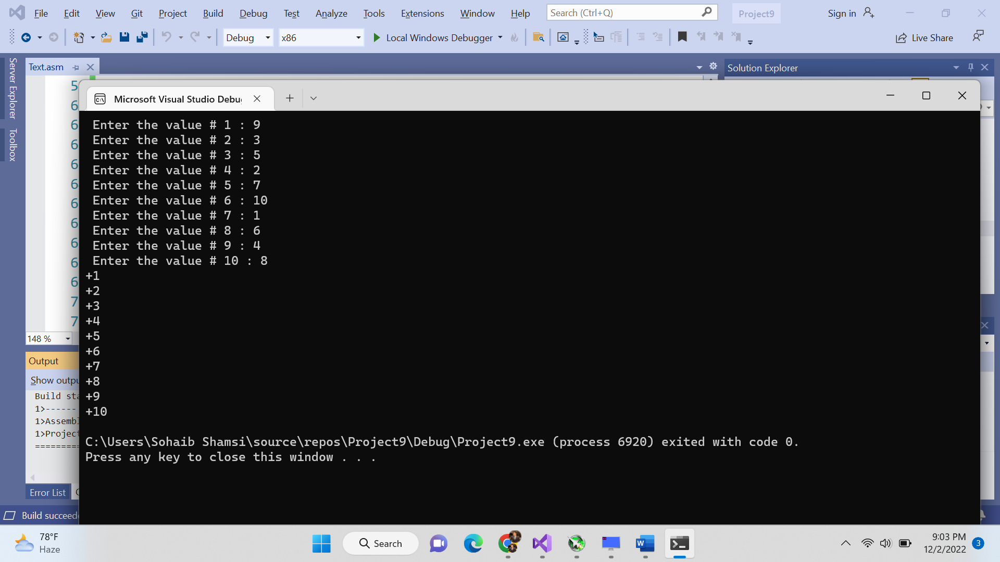 File Edit View Git Project Build Debug Test Analyze Tools Extensions Window Help Search (Ctrl+Q) Project9 Sign in
Debug x86 Local Windows Debugger Live Share
Server Explorer
Toolbox
Text.asm
Solution Explorer
Microsoft Visual Studio Debug
Enter the value # 1 : 9
Enter the value # 2 : 3
Enter the value # 3 : 5
Enter the value # 4 : 2
Enter the value # 5 : 7
Enter the value # 6 : 10
Enter the value # 7 : 1
Enter the value # 8 : 6
Enter the value # 9 : 4
Enter the value # 10 : 8
+1
+2
+3
+4
+5
+6
+7
+8
+9
+10
C:\Users\Sohaib Shamsi\source\repos\Project9\Debug\Project9.exe (process 6920) exited with code 0.
Press any key to close this window . . .
5
6
6
6
6
6
6
6
6
6
6
7
7
148 %
Output
Show outpu
Build sta
1>------
1>Assembl
1>Project
=========
Error List
Build succeede
78°F
Haze
Search
9:03 PM
12/2/2022
3